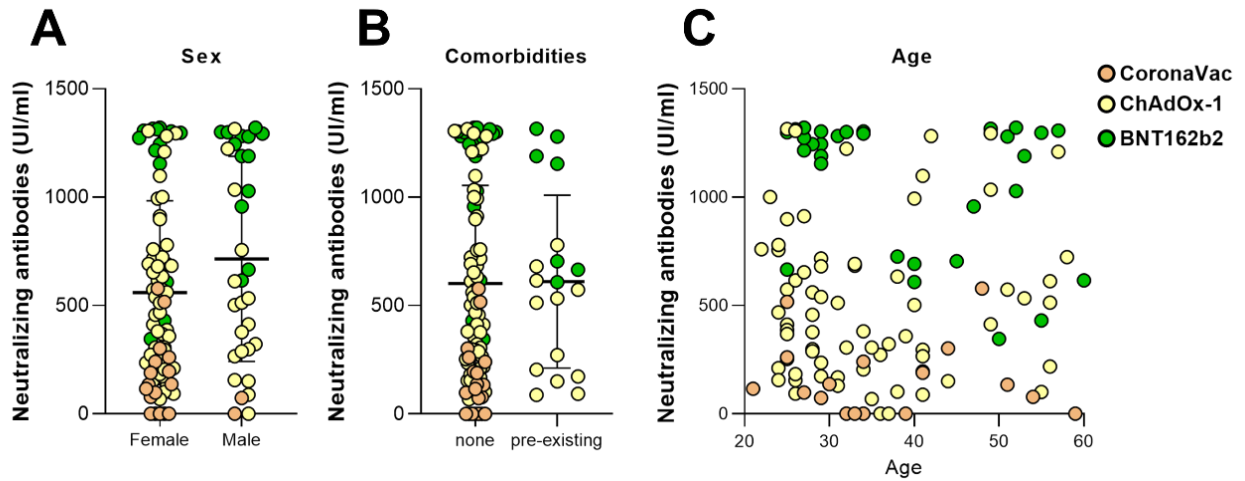 A
Sex
Neutralizing antibodies (UI/ml)
1500
1000
500
0
Female
Male
B
Comorbidities
Neutralizing antibodies (UI/ml)
1500
1000
500
0
none
pre-existing
C
Age
Neutralizing antibodies (UI/ml)
1500
1000
500
0
20
30
40
50
60
Age
CoronaVac
ChAdOx-1
BNT162b2